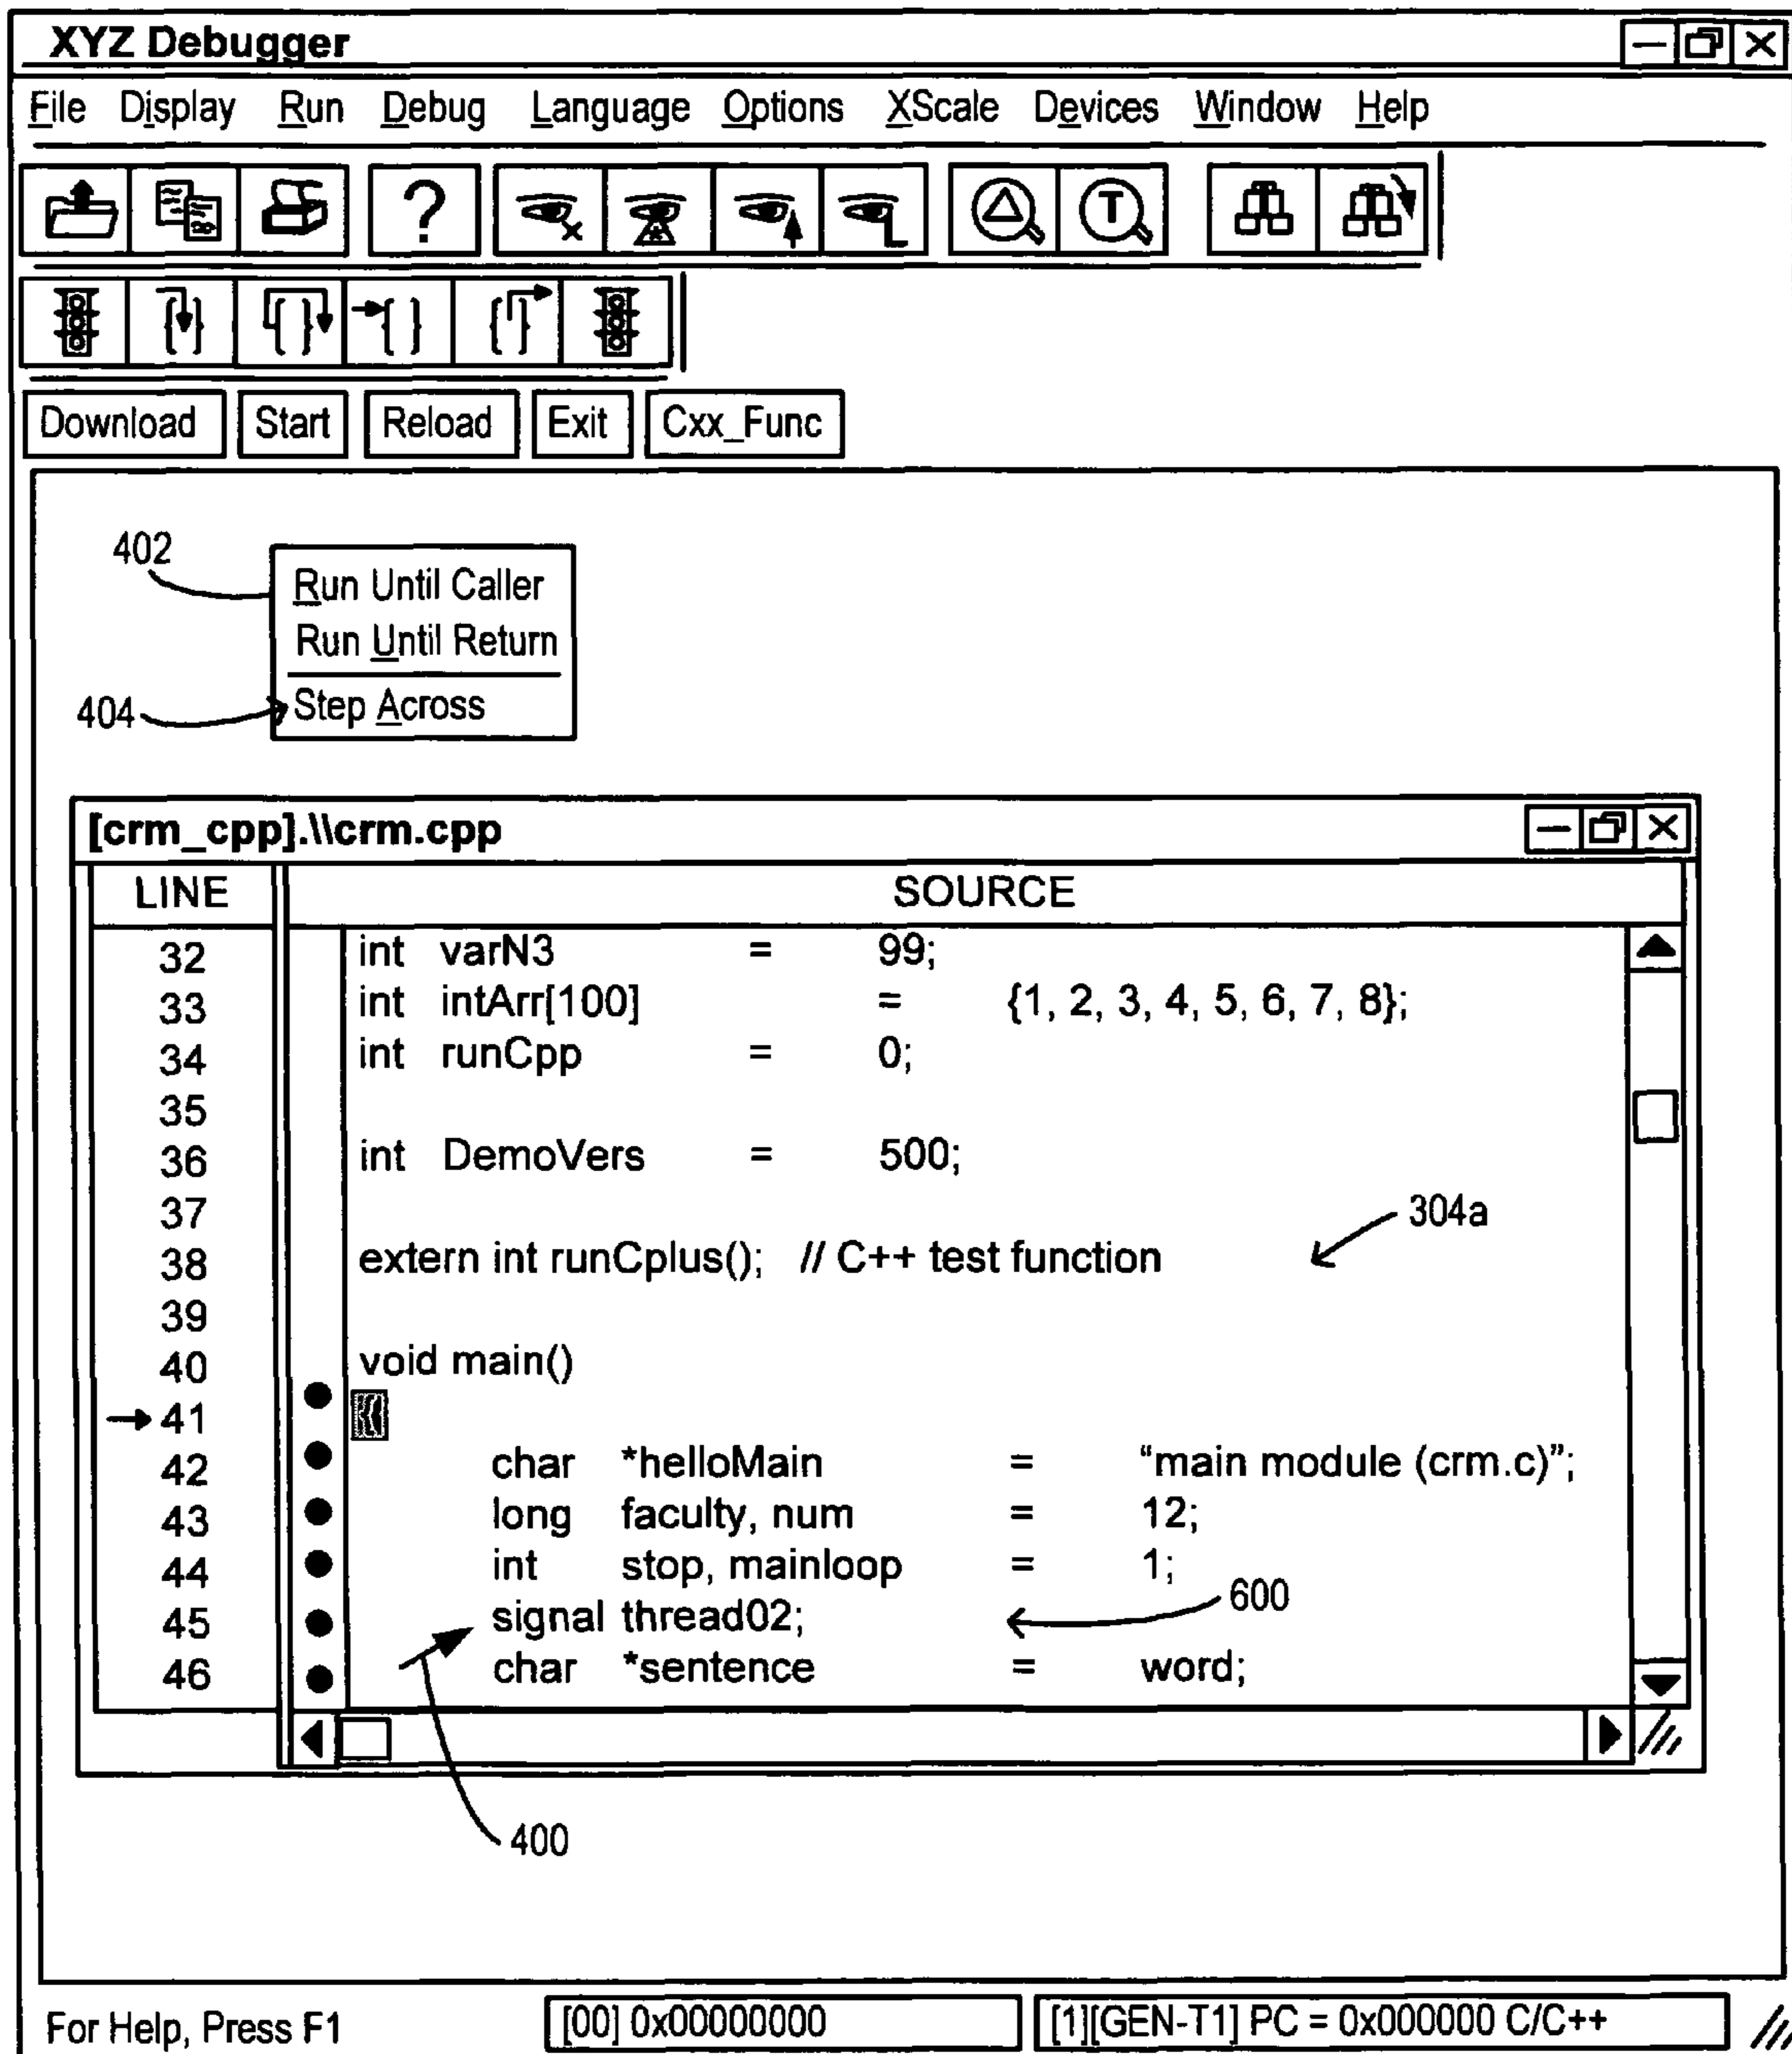 XYZ Debugger
File Display Run Debug Language Options XScale Devices Window Help
?
T
Download Start Reload Exit Cxx_Func
402
Run Until Caller
Run Until Return
404
Step Across
[crm_cpp].\\crm.cpp
LINE SOURCE
32 int varN3 = 99;
33 int intArr[100] = {1, 2, 3, 4, 5, 6, 7, 8};
34 int runCpp = 0;
35
36 int DemoVers = 500;
37
304a
38 extern int runCplus(); // C++ test function
39
40 void main()
41 {
42 char *helloMain = “main module (crm.c)”;
43 long faculty, num = 12;
44 int stop, mainloop = 1;
600
45 signal thread02;
46 char *sentence = word;
400
For Help, Press F1 [00] 0x00000000 [1][GEN-T1] PC = 0x000000 C/C++